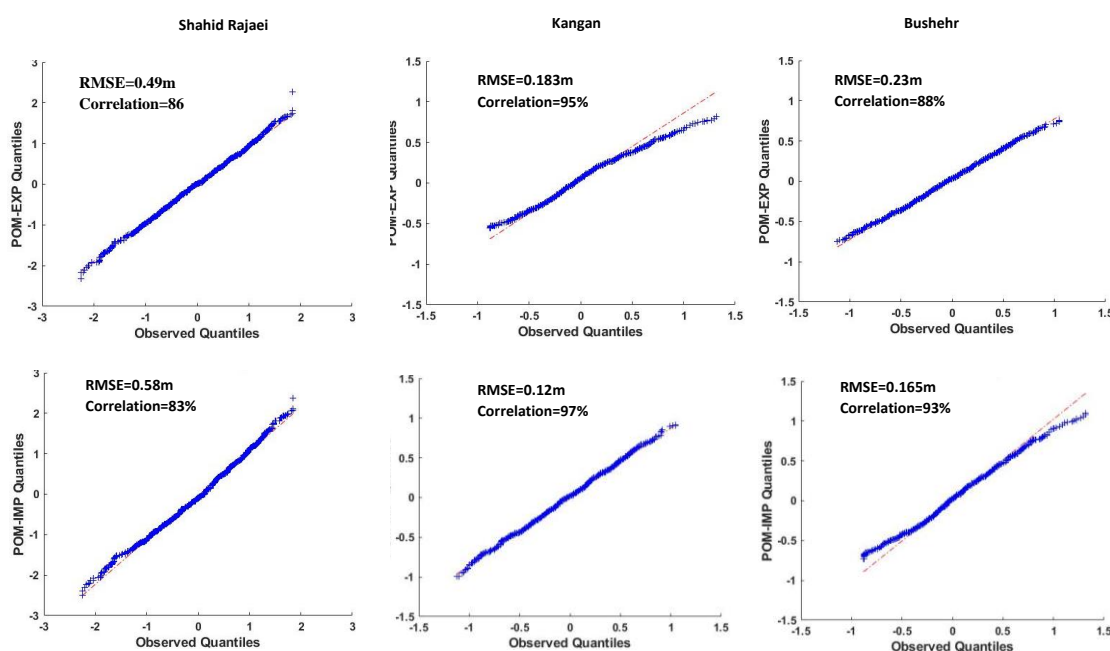 Shahid Rajaei
Kangan
Bushehr
3
2
1
0
-1
-2
-3
POM-EXP Quantiles
RMSE=0.49m
Correlation=86
-3 -2 -1 0 1 2 3
Observed Quantiles
1.5
1
0.5
0
-0.5
-1
-1.5
POM-EXP Quantiles
RMSE=0.183m
Correlation=95%
-1.5 -1 -0.5 0 0.5 1 1.5
Observed Quantiles
1.5
1
0.5
0
-0.5
-1
-1.5
POM-EXP Quantiles
RMSE=0.23m
Correlation=88%
-1.5 -1 -0.5 0 0.5 1 1.5
Observed Quantiles
3
2
1
0
-1
-2
-3
POM-IMP Quantiles
RMSE=0.58m
Correlation=83%
-3 -2 -1 0 1 2 3
Observed Quantiles
1.5
1
0.5
0
-0.5
-1
-1.5
RMSE=0.12m
Correlation=97%
-1.5 -1 -0.5 0 0.5 1 1.5
Observed Quantiles
1.5
1
0.5
0
-0.5
-1
-1.5
POM-IMP Quantiles
RMSE=0.165m
Correlation=93%
-1.5 -1 -0.5 0 0.5 1 1.5
Observed Quantiles